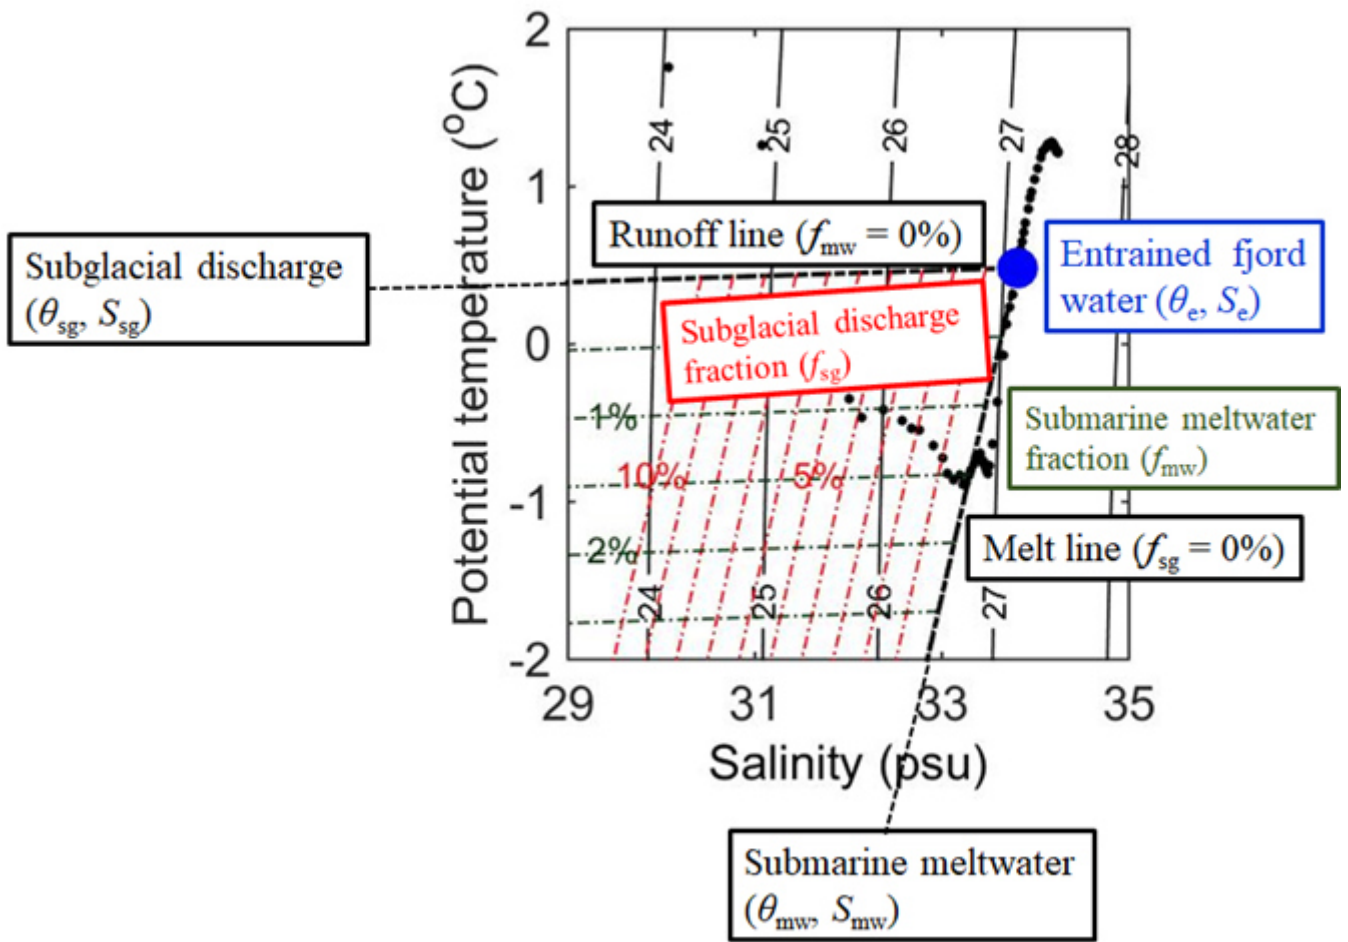 2
24
25
26
27
28
Potential temperature (°C)
1
Runoff line (fmw = 0%)
Subglacial discharge
(θsg, Ssg)
Entrained fjord
water (θe, Se)
Subglacial discharge
fraction (fsg)
0
1%
Submarine meltwater
fraction (fmw)
10%
5%
-1
2%
Melt line (fsg = 0%)
24
25
26
27
-2
29
31
33
35
Salinity (psu)
Submarine meltwater
(θmw, Smw)